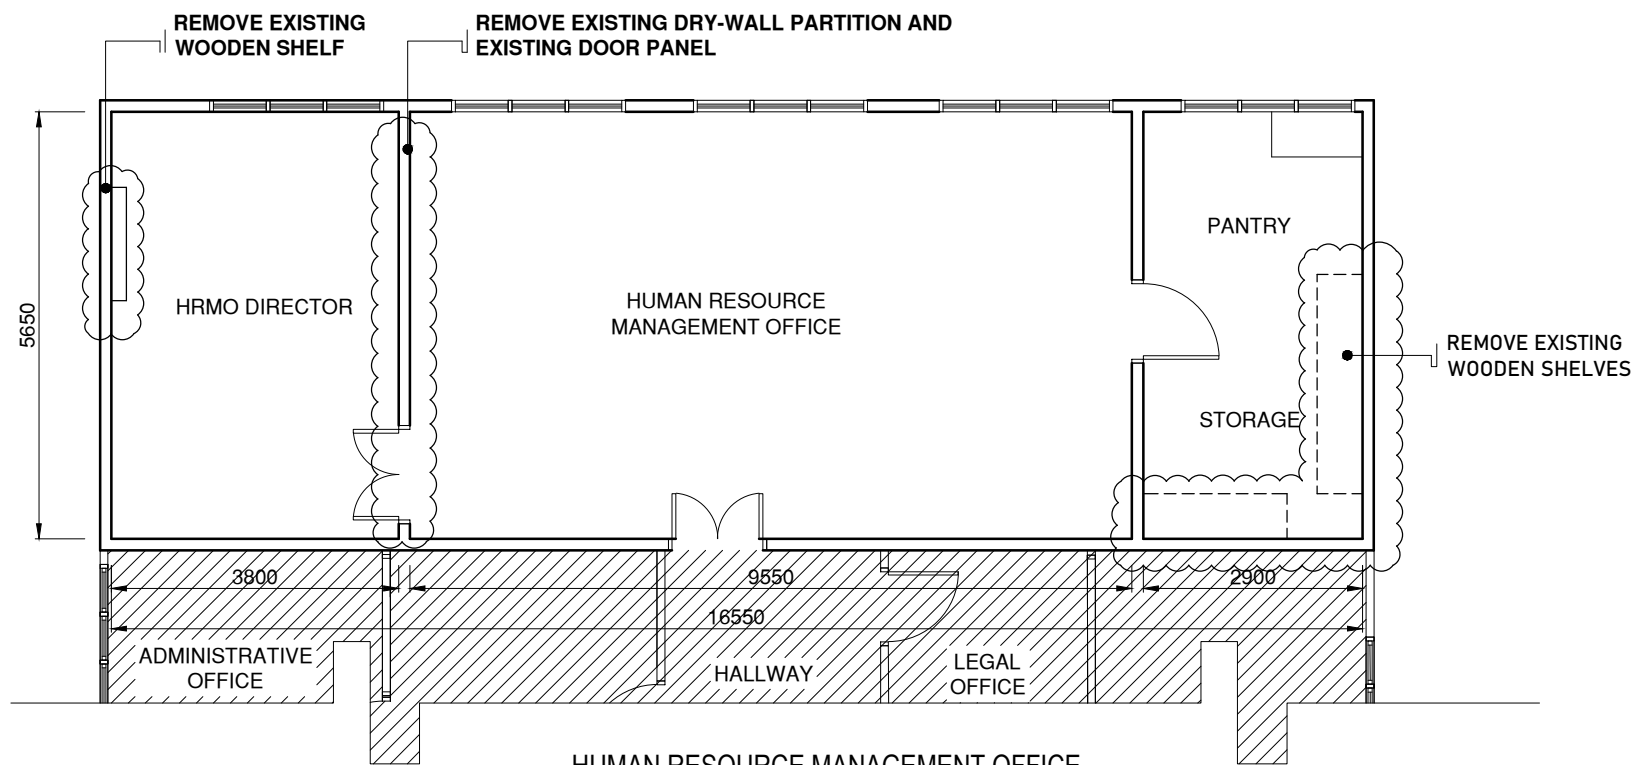 REMOVE EXISTING
WOODEN SHELF
REMOVE EXISTING DRY-WALL PARTITION AND
EXISTING DOOR PANEL
PANTRY
HRMO DIRECTOR
HUMAN RESOURCE
MANAGEMENT OFFICE
5650
REMOVE EXISTING
WOODEN SHELVES
STORAGE
3800
9550
2900
16550
ADMINISTRATIVE
OFFICE
HALLWAY
LEGAL
OFFICE
HUMAN RESOURCE MANAGEMENT OFFICE